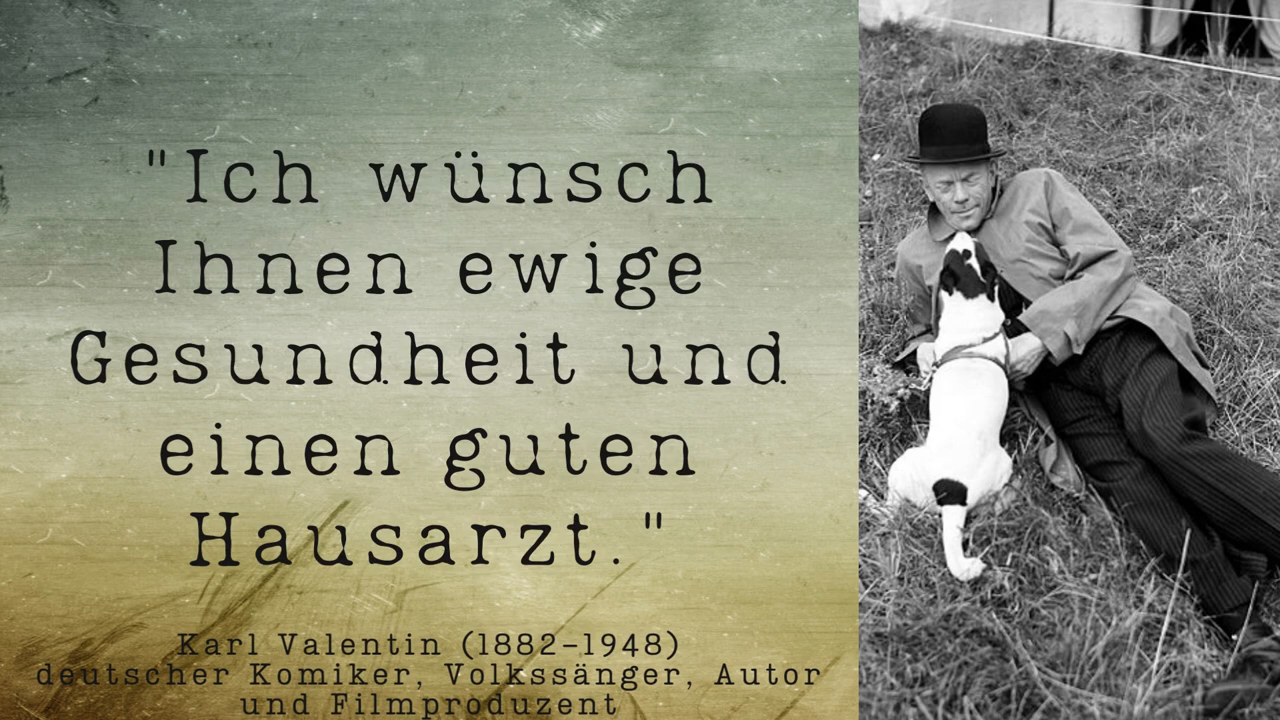 "Ich wünsch
Ihnen ewige
Gesundheit und
einen guten
Hausarzt."
Karl Valentin (1882–1948)
deutscher Komiker, Volkssänger, Autor
und Filmproduzent